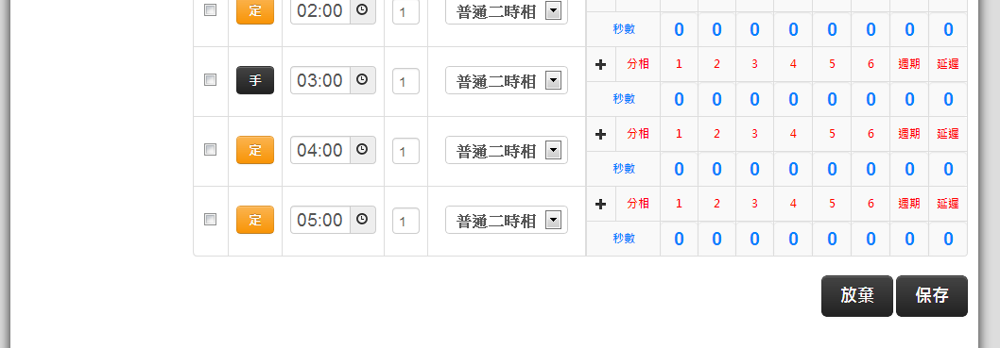 定 02:00 1 普通二時相
秒數 0 0 0 0 0 0 0 0
手 03:00 1 普通二時相 分相 1 2 3 4 5 6 週期 延遲
秒數 0 0 0 0 0 0 0 0
定 04:00 1 普通二時相 分相 1 2 3 4 5 6 週期 延遲
秒數 0 0 0 0 0 0 0 0
定 05:00 1 普通二時相 分相 1 2 3 4 5 6 週期 延遲
秒數 0 0 0 0 0 0 0 0
放棄 保存